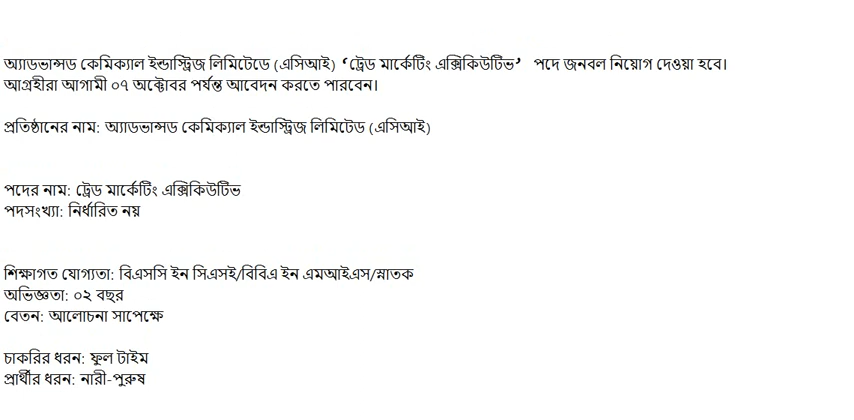 অ্যাডভান্সড কেমিক্যাল ইন্ডাস্ট্রিজ লিমিটেডে (এসিআই) ‘ট্রেড মার্কেটিং এক্সিকিউটিভ’ পদে জনবল নিয়োগ দেওয়া হবে।
আগ্রহীরা আগামী ০৭ অক্টোবর পর্যন্ত আবেদন করতে পারবেন।
প্রতিষ্ঠানের নাম: অ্যাডভান্সড কেমিক্যাল ইন্ডাস্ট্রিজ লিমিটেড (এসিআই)
পদের নাম: ট্রেড মার্কেটিং এক্সিকিউটিভ
পদসংখ্যা: নির্ধারিত নয়
শিক্ষাগত যোগ্যতা: বিএসসি ইন সিএসই/বিবিএ ইন এমআইএস/স্নাতক
অভিজ্ঞতা: ০২ বছর
বেতন: আলোচনা সাপেক্ষে
চাকরির ধরন: ফুল টাইম
প্রার্থীর ধরন: নারী-পুরুষ